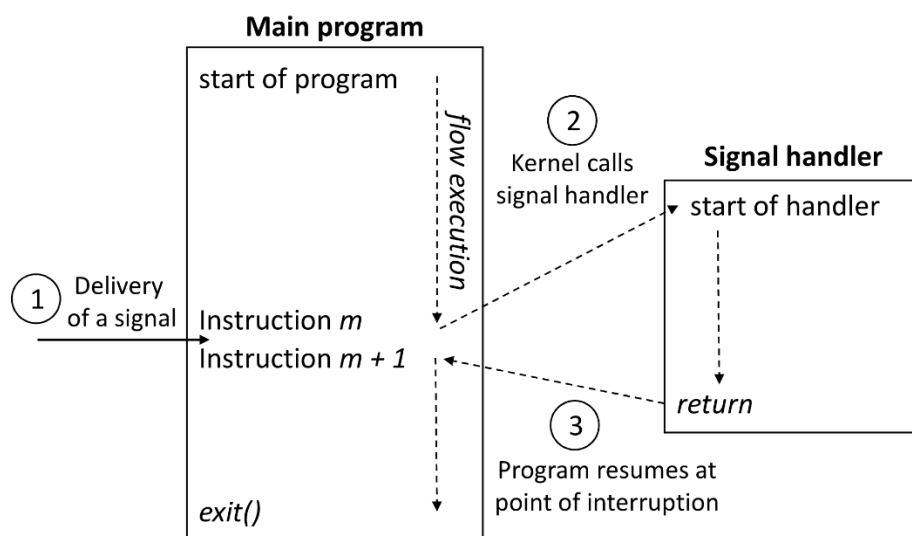 Main program
start of program
flow execution
2
Kernel calls
signal handler
Signal handler
start of handler
1
Delivery
of a signal
Instruction m
Instruction m + 1
return
3
Program resumes at
point of interruption
exit()